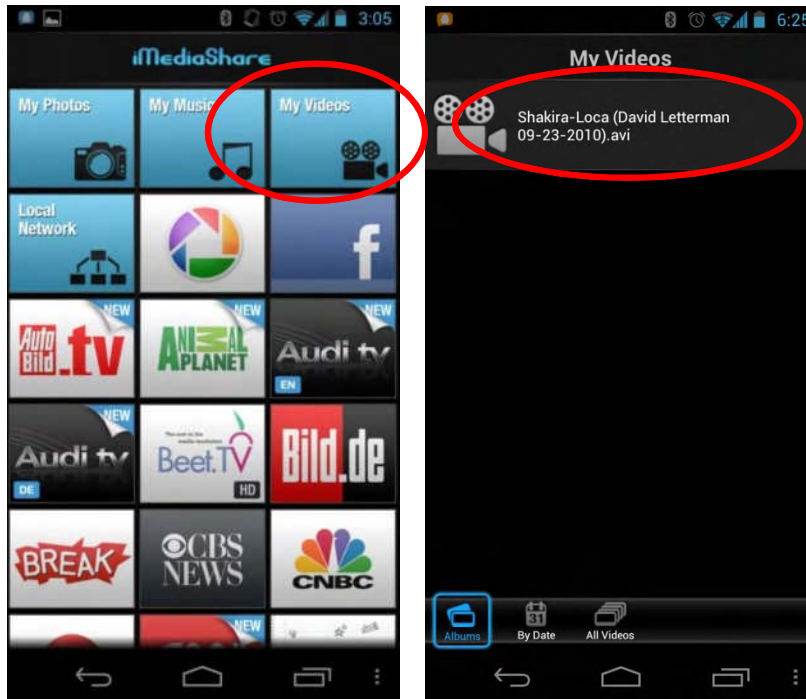 3:05
iMediaShare
My Photos
My Music
My Videos
Local
Network
f
NEW
Auto
Bild
.tv
NEW
ANIMAL
PLANET
NEW
Audi tv
EN
NEW
Audi tv
DE
Beet.TV
HD
Bild.de
BREAK
CBS
NEWS
CNBC
NEW
6:25
My Videos
Shakira-Loca (David Letterman
09-23-2010).avi
31
Albums
By Date
All Videos